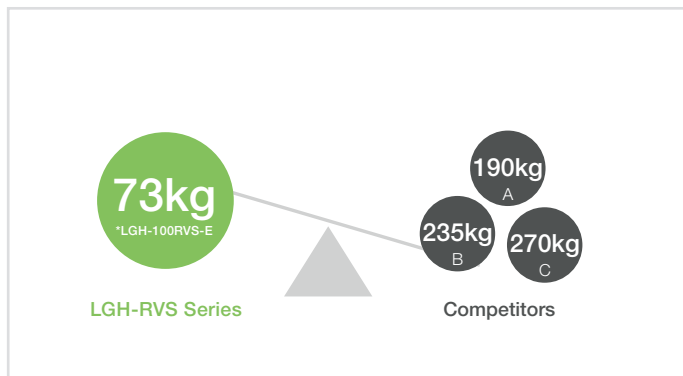 73kg
*LGH-100RVS-E
LGH-RVS Series
190kg
A
235kg
B
270kg
C
Competitors